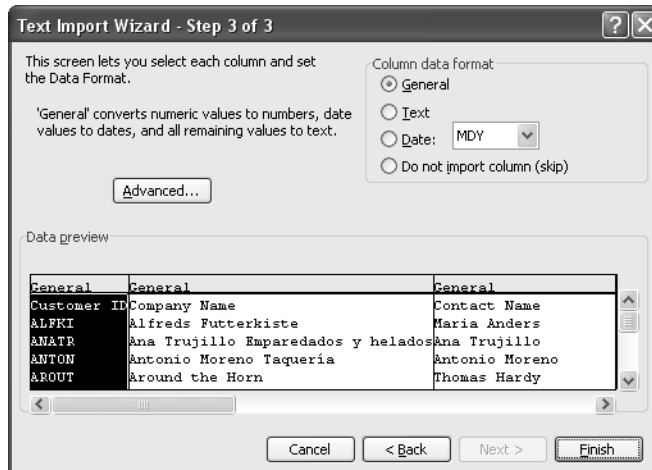 Text Import Wizard - Step 3 of 3
This screen lets you select each column and set
the Data Format.
'General' converts numeric values to numbers, date
values to dates, and all remaining values to text.
Advanced...
Column data format
General
Text
Date: MDY
Do not import column (skip)
Data preview
General General General
Customer ID Company Name Contact Name
ALFKI Alfreds Futterkiste Maria Anders
ANATR Ana Trujillo Emparedados y helados Ana Trujillo
ANTON Antonio Moreno Taquería Antonio Moreno
AROUT Around the Horn Thomas Hardy
Cancel < Back Next > Finish